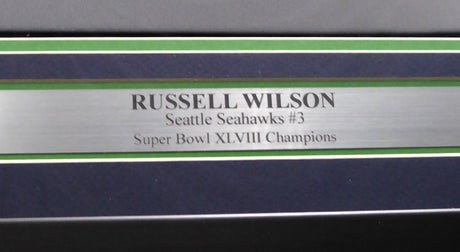 RUSSELL WILSON
Seattle Seahawks #3
Super Bowl XLVIII Champions